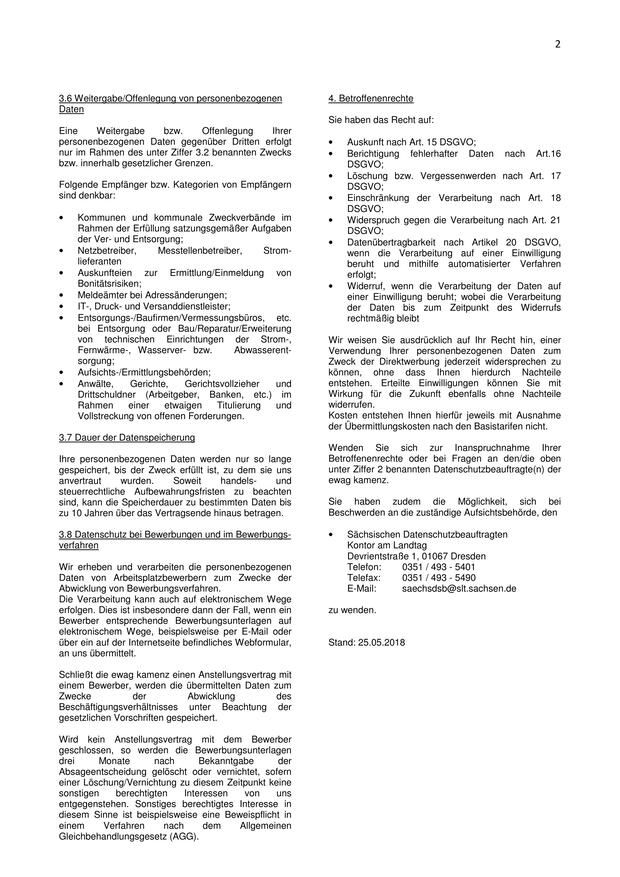 2
3.6 Weitergabe/Offenlegung von personenbezogenen
Daten
Eine Weitergabe bzw. Offenlegung Ihrer
personenbezogenen Daten gegenüber Dritten erfolgt
nur im Rahmen des unter Ziffer 3.2 benannten Zwecks
bzw. innerhalb gesetzlicher Grenzen.
Folgende Empfänger bzw. Kategorien von Empfängern
sind denkbar:
• Kommunen und kommunale Zweckverbände im
Rahmen der Erfüllung satzungsgemäßer Aufgaben
der Ver- und Entsorgung;
• Netzbetreiber, Messstellenbetreiber, Strom-
lieferanten
• Auskunfteien zur Ermittlung/Einmeldung von
Bonitätsrisiken;
• Meldeämter bei Adressänderungen;
• IT-, Druck- und Versanddienstleister;
• Entsorgungs-/Baufirmen/Vermessungsbüros, etc.
bei Entsorgung oder Bau/Reparatur/Erweiterung
von technischen Einrichtungen der Strom-,
Fernwärme-, Wasserver- bzw. Abwasserent-
sorgung;
• Aufsichts-/Ermittlungsbehörden;
• Anwälte, Gerichte, Gerichtsvollzieher und
Drittschuldner (Arbeitgeber, Banken, etc.) im
Rahmen einer etwaigen Titulierung und
Vollstreckung von offenen Forderungen.
3.7 Dauer der Datenspeicherung
Ihre personenbezogenen Daten werden nur so lange
gespeichert, bis der Zweck erfüllt ist, zu dem sie uns
anvertraut wurden. Soweit handels- und
steuerrechtliche Aufbewahrungsfristen zu beachten
sind, kann die Speicherdauer zu bestimmten Daten bis
zu 10 Jahren über das Vertragsende hinaus betragen.
3.8 Datenschutz bei Bewerbungen und im Bewerbungs-
verfahren
Wir erheben und verarbeiten die personenbezogenen
Daten von Arbeitsplatzbewerbern zum Zwecke der
Abwicklung von Bewerbungsverfahren.
Die Verarbeitung kann auch auf elektronischem Wege
erfolgen. Dies ist insbesondere dann der Fall, wenn ein
Bewerber entsprechende Bewerbungsunterlagen auf
elektronischem Wege, beispielsweise per E-Mail oder
über ein auf der Internetseite befindliches Webformular,
an uns übermittelt.
Schließt die ewag kamenz einen Anstellungsvertrag mit
einem Bewerber, werden die übermittelten Daten zum
Zwecke der Abwicklung des
Beschäftigungsverhältnisses unter Beachtung der
gesetzlichen Vorschriften gespeichert.
Wird kein Anstellungsvertrag mit dem Bewerber
geschlossen, so werden die Bewerbungsunterlagen
drei Monate nach Bekanntgabe der
Absageentscheidung gelöscht oder vernichtet, sofern
einer Löschung/Vernichtung zu diesem Zeitpunkt keine
sonstigen berechtigten Interessen von uns
entgegenstehen. Sonstiges berechtigtes Interesse in
diesem Sinne ist beispielsweise eine Beweispflicht in
einem Verfahren nach dem Allgemeinen
Gleichbehandlungsgesetz (AGG).
4. Betroffenenrechte
Sie haben das Recht auf:
• Auskunft nach Art. 15 DSGVO;
• Berichtigung fehlerhafter Daten nach Art.16
DSGVO;
• Löschung bzw. Vergessenwerden nach Art. 17
DSGVO;
• Einschränkung der Verarbeitung nach Art. 18
DSGVO;
• Widerspruch gegen die Verarbeitung nach Art. 21
DSGVO;
• Datenübertragbarkeit nach Artikel 20 DSGVO,
wenn die Verarbeitung auf einer Einwilligung
beruht und mithilfe automatisierter Verfahren
erfolgt;
• Widerruf, wenn die Verarbeitung der Daten auf
einer Einwilligung beruht; wobei die Verarbeitung
der Daten bis zum Zeitpunkt des Widerrufs
rechtmäßig bleibt
Wir weisen Sie ausdrücklich auf Ihr Recht hin, einer
Verwendung Ihrer personenbezogenen Daten zum
Zweck der Direktwerbung jederzeit widersprechen zu
können, ohne dass Ihnen hierdurch Nachteile
entstehen. Erteilte Einwilligungen können Sie mit
Wirkung für die Zukunft ebenfalls ohne Nachteile
widerrufen.
Kosten entstehen Ihnen hierfür jeweils mit Ausnahme
der Übermittlungskosten nach den Basistarifen nicht.
Wenden Sie sich zur Inanspruchnahme Ihrer
Betroffenenrechte oder bei Fragen an den/die oben
unter Ziffer 2 benannten Datenschutzbeauftragte(n) der
ewag kamenz.
Sie haben zudem die Möglichkeit, sich bei
Beschwerden an die zuständige Aufsichtsbehörde, den
• Sächsischen Datenschutzbeauftragten
Kontor am Landtag
Devrientstraße 1, 01067 Dresden
Telefon: 0351 / 493 - 5401
Telefax: 0351 / 493 - 5490
E-Mail: saechsdsb@slt.sachsen.de
zu wenden.
Stand: 25.05.2018